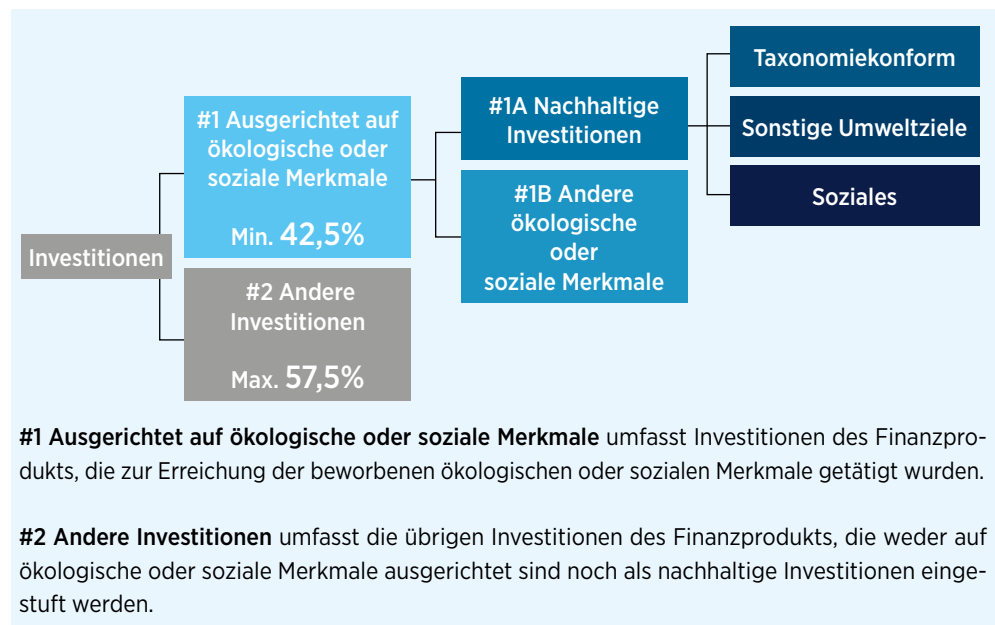 Investitionen
#1 Ausgerichtet auf
ökologische oder
soziale Merkmale
Min. 42,5%
#2 Andere
Investitionen
Max. 57,5%
#1A Nachhaltige
Investitionen
#1B Andere
ökologische
oder
soziale Merkmale
Taxonomiekonform
Sonstige Umweltziele
Soziales
#1 Ausgerichtet auf ökologische oder soziale Merkmale umfasst Investitionen des Finanzpro-
dukts, die zur Erreichung der beworbenen ökologischen oder sozialen Merkmale getätigt wurden.
#2 Andere Investitionen umfasst die übrigen Investitionen des Finanzprodukts, die weder auf
ökologische oder soziale Merkmale ausgerichtet sind noch als nachhaltige Investitionen einge-
stuft werden.